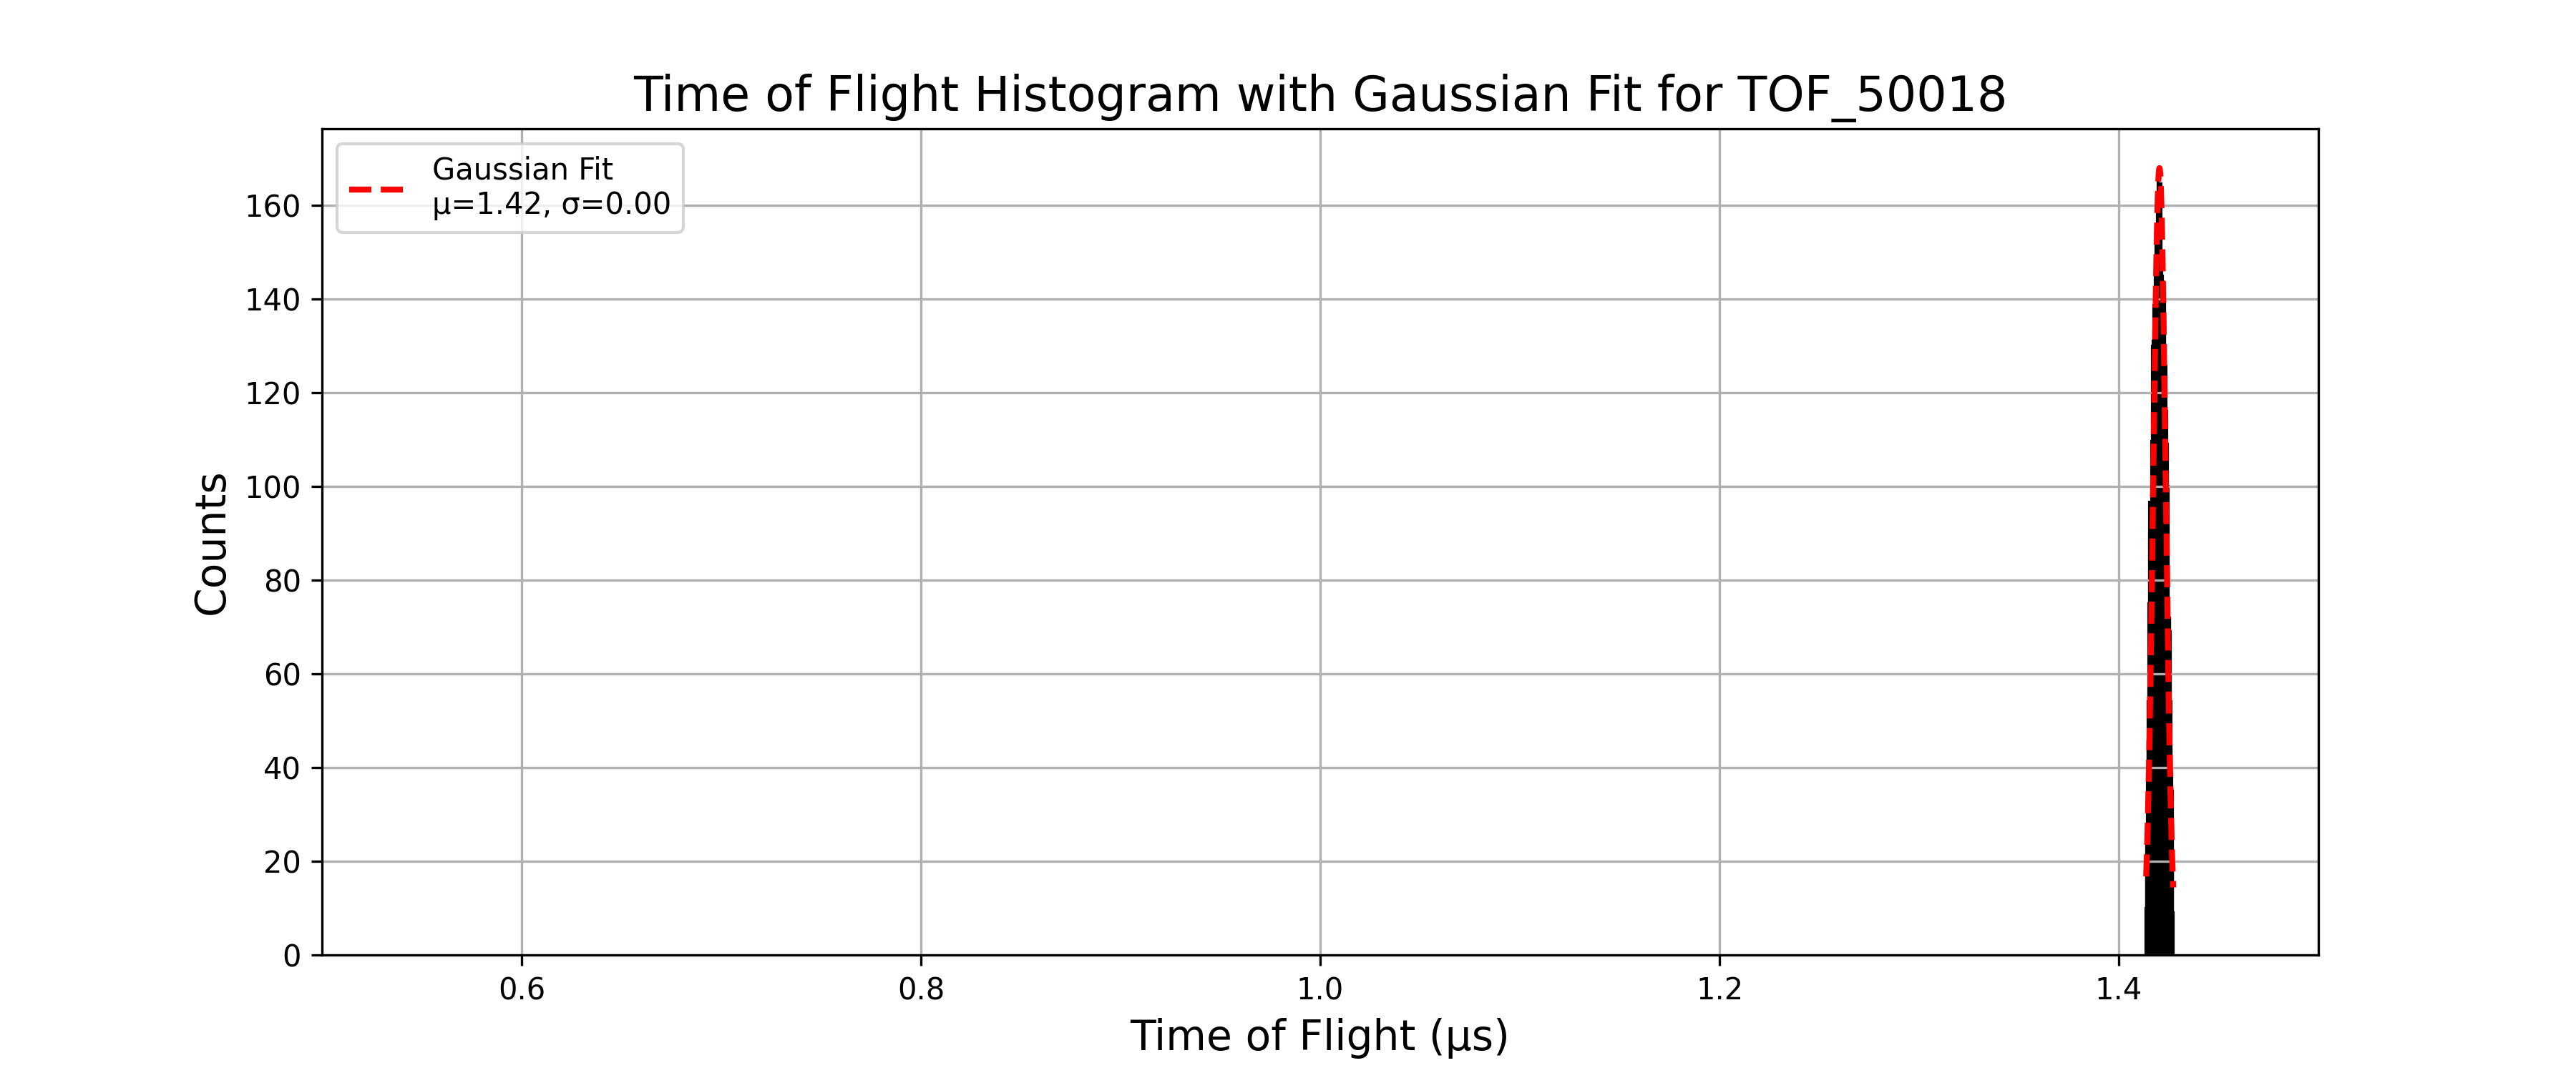 Time of Flight Histogram with Gaussian Fit for TOF_50018
Gaussian Fit
μ=1.42, σ=0.00
160
140
120
100
80
60
40
20
0
Counts
0.6 0.8 1.0 1.2 1.4
Time of Flight (μs)